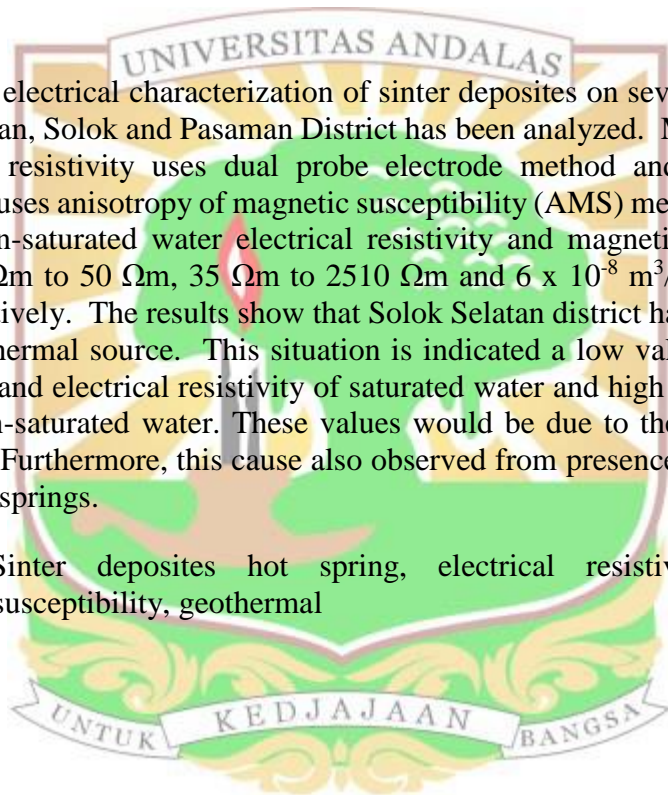 UNIVERSITAS ANDALAS
electrical characterization of sinter deposites on sev
an, Solok and Pasaman District has been analyzed.
resistivity uses dual probe electrode method and
uses anisotropy of magnetic susceptibility (AMS) me
n-saturated water electrical resistivity and magneti
Ωm to 50 Ωm, 35 Ωm to 2510 Ωm and 6 x 10⁻⁸ m³/
tively. The results show that Solok Selatan district ha
hermal source. This situation is indicated a low val
and electrical resistivity of saturated water and high
n-saturated water. These values would be due to the
Furthermore, this cause also observed from presence
springs.
Sinter deposites hot spring, electrical resistiv
susceptibility, geothermal
UNTUK KEDJAJAAN BANGSA